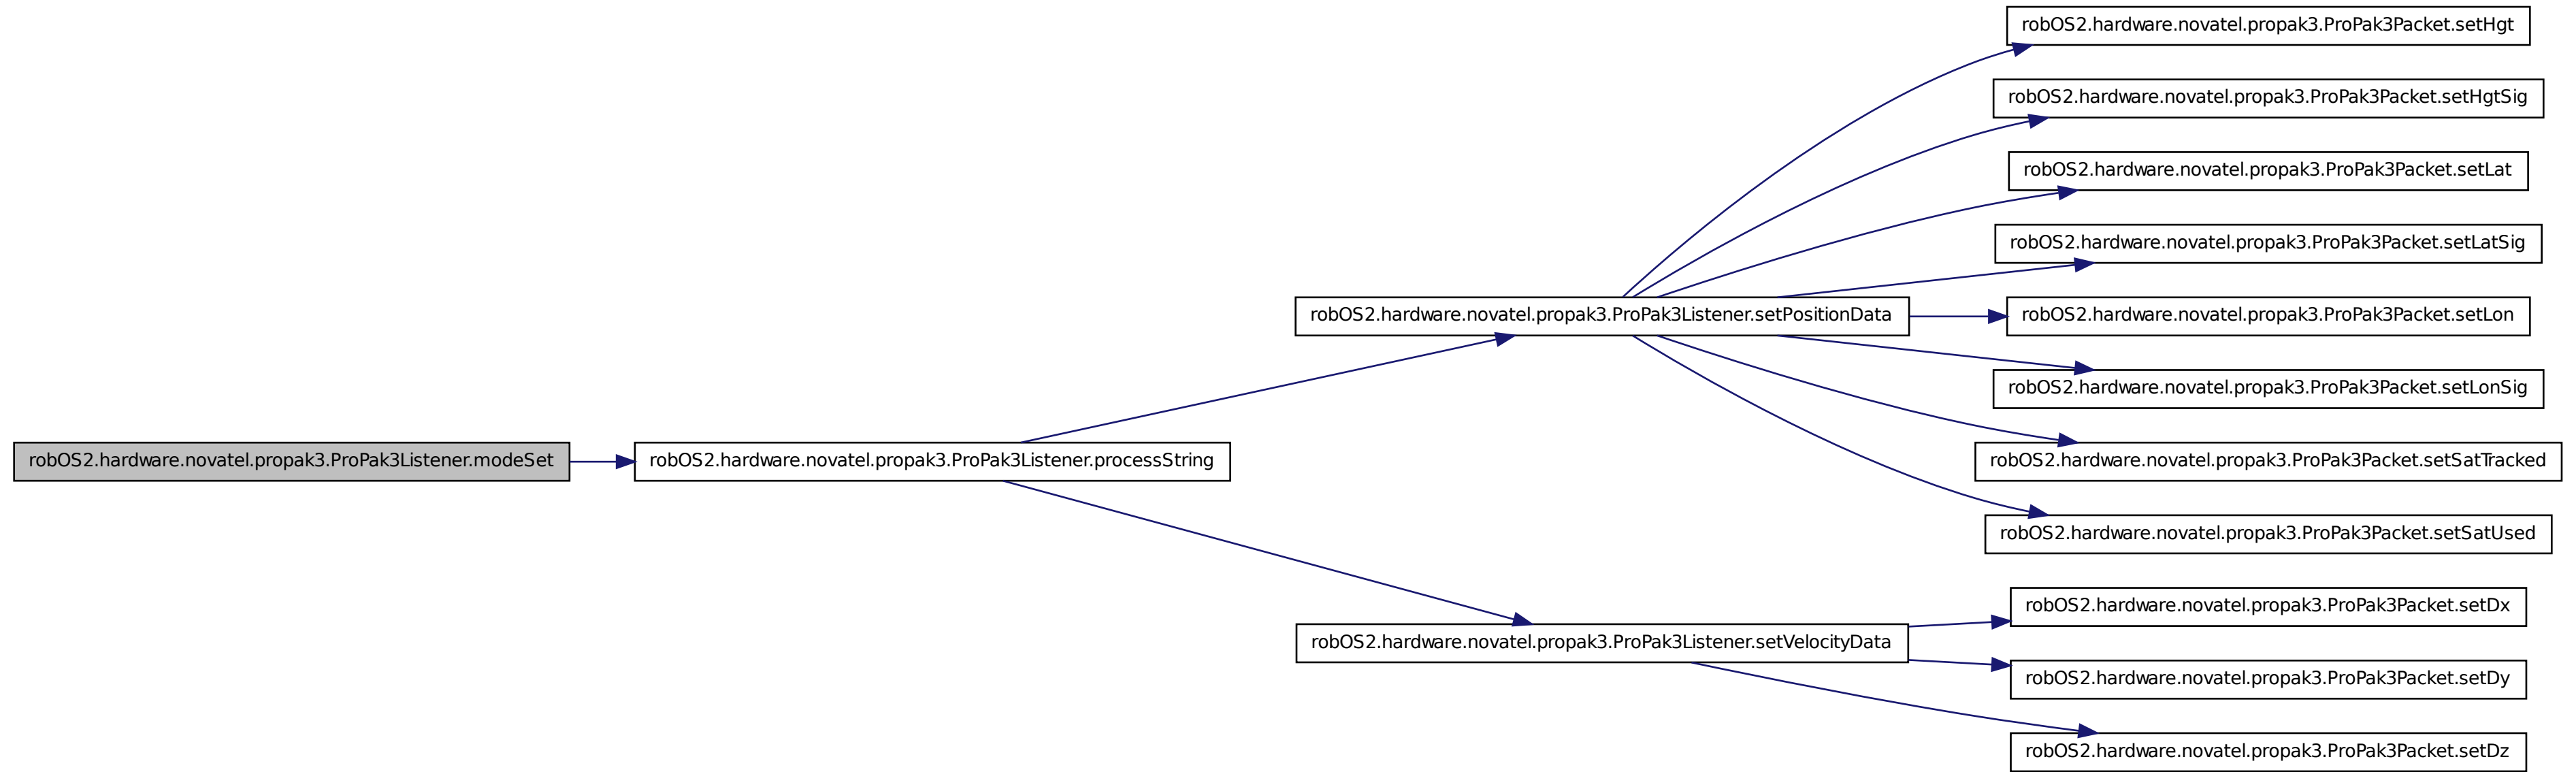 robOS2.hardware.novatel.propak3.ProPak3Packet.setHgt
robOS2.hardware.novatel.propak3.ProPak3Packet.setHgtSig
robOS2.hardware.novatel.propak3.ProPak3Packet.setLat
robOS2.hardware.novatel.propak3.ProPak3Packet.setLatSig
robOS2.hardware.novatel.propak3.ProPak3Listener.setPositionData
robOS2.hardware.novatel.propak3.ProPak3Packet.setLon
robOS2.hardware.novatel.propak3.ProPak3Packet.setLonSig
robOS2.hardware.novatel.propak3.ProPak3Listener.modeSet
robOS2.hardware.novatel.propak3.ProPak3Listener.processString
robOS2.hardware.novatel.propak3.ProPak3Packet.setSatTracked
robOS2.hardware.novatel.propak3.ProPak3Packet.setSatUsed
robOS2.hardware.novatel.propak3.ProPak3Packet.setDx
robOS2.hardware.novatel.propak3.ProPak3Listener.setVelocityData
robOS2.hardware.novatel.propak3.ProPak3Packet.setDy
robOS2.hardware.novatel.propak3.ProPak3Packet.setDz